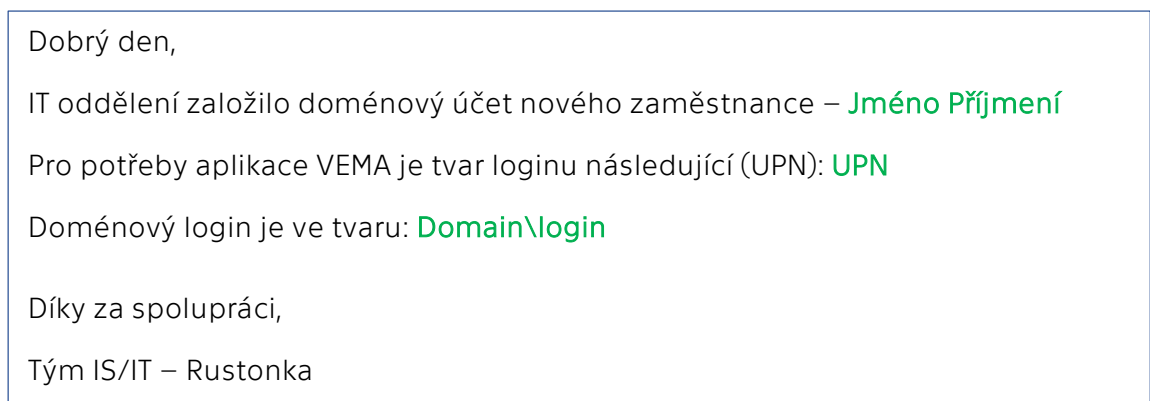 Dobrý den,
IT oddělení založilo doménový účet nového zaměstnance – Jméno Příjmení
Pro potřeby aplikace VEMA je tvar loginu následující (UPN): UPN
Doménový login je ve tvaru: Domain\login
Díky za spolupráci,
Tým IS/IT – Rustonka